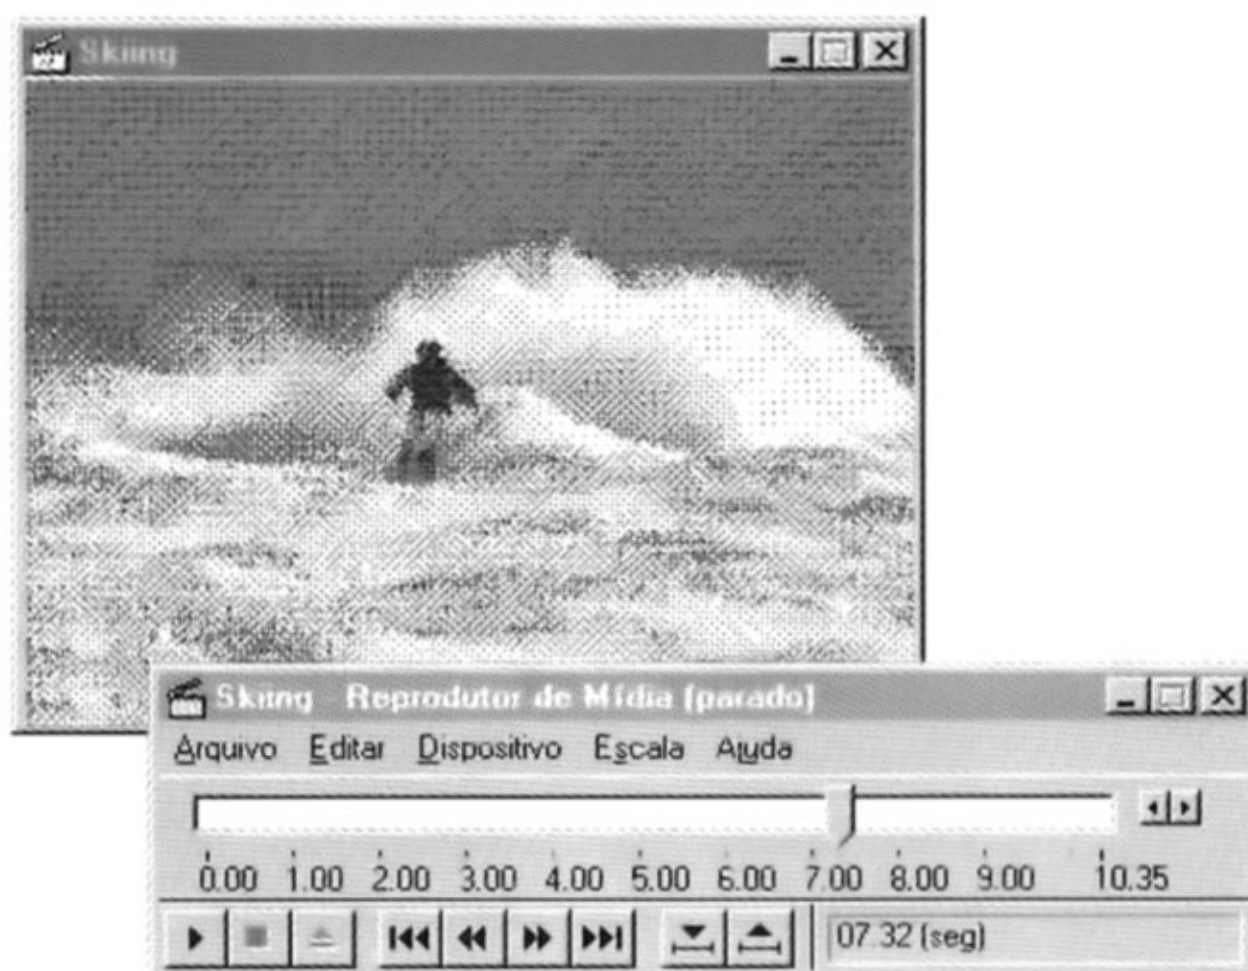 Skiing
Skiing Reprodutor de Mídia (parado)
Arquivo Editar Dispositivo Escala Ajuda
0.00 1.00 2.00 3.00 4.00 5.00 6.00 7.00 8.00 9.00 10.35
07.32 (seg)